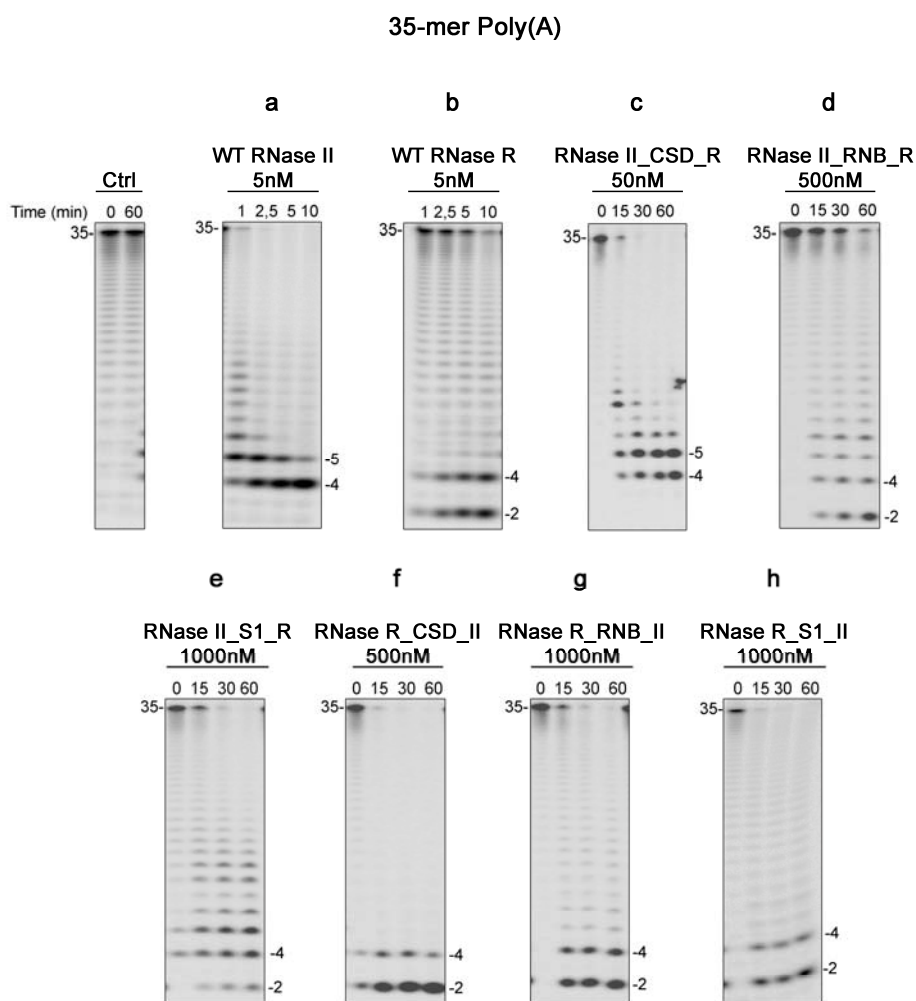 35-mer Poly(A)
a b c d
WT RNase II WT RNase R RNase II_CSD_R RNase II_RNB_R
Ctrl 5nM 5nM 50nM 500nM
Time (min) 0 60 1 2,5 5 10 1 2,5 5 10 0 15 30 60 0 15 30 60
35- 35- 35- 35- 35-
-5 -5
-4 -4 -4 -4
-2 -2
e f g h
RNase II_S1_R RNase R_CSD_II RNase R_RNB_II RNase R_S1_II
1000nM 500nM 1000nM 1000nM
0 15 30 60 0 15 30 60 0 15 30 60 0 15 30 60
35- 35- 35- 35-
-4 -4 -4 -4
-2 -2 -2 -2